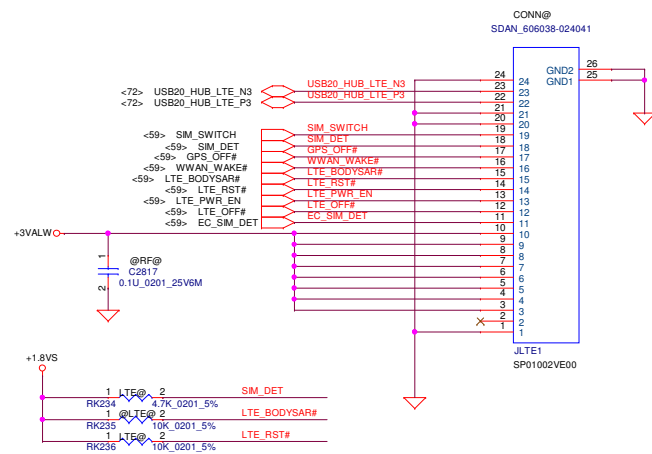 CONN@
SDAN_606038-024041
26
GND2
25
GND1
24 24
<72> USB20_HUB_LTE_N3 USB20_HUB_LTE_N3 23 23
<72> USB20_HUB_LTE_P3 USB20_HUB_LTE_P3 22 22
21 21
20 20
<59> SIM_SWITCH SIM_SWITCH 19 19
<59> SIM_DET SIM_DET 18 18
<59> GPS_OFF# GPS_OFF# 17 17
<59> WWAN_WAKE# WWAN_WAKE# 16 16
<59> LTE_BODYSAR# LTE_BODYSAR# 15 15
<59> LTE_RST# LTE_RST# 14 14
<59> LTE_PWR_EN LTE_PWR_EN 13 13
<59> LTE_OFF# LTE_OFF# 12 12
<59> EC_SIM_DET EC_SIM_DET 11 11
+3VALW 10 10
9 9
8 8
7 7
6 6
5 5
4 4
3 3
2 2
1 1
1
@RF@
C2817
0.1U_0201_25V6M
2
JLTE1
SP01002VE00
+1.8VS
1 LTE@ 2 SIM_DET
RK234 4.7K_0201_5%
1 @LTE@ 2 LTE_BODYSAR#
RK235 10K_0201_5%
1 LTE@ 2 LTE_RST#
RK236 10K_0201_5%